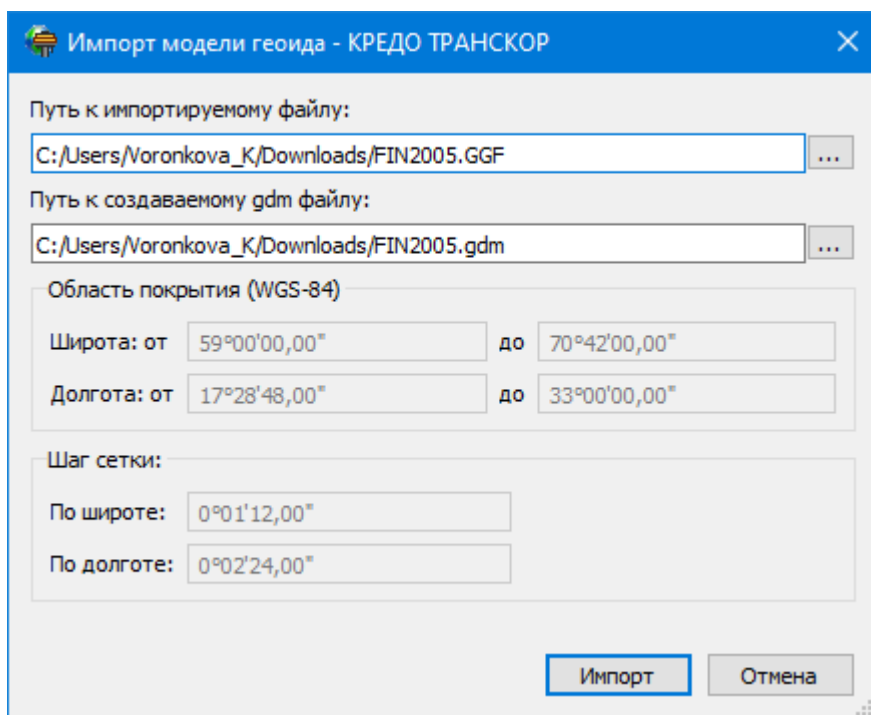 Импорт модели геоида - КРЕДО ТРАНСКОР
Путь к импортируемому файлу:
C:/Users/Voronkova_K/Downloads/FIN2005.GGF ...
Путь к создаваемому gdm файлу:
C:/Users/Voronkova_K/Downloads/FIN2005.gdm ...
Область покрытия (WGS-84)
Широта: от 59°00'00,00" до 70°42'00,00"
Долгота: от 17°28'48,00" до 33°00'00,00"
Шаг сетки:
По широте: 0°01'12,00"
По долготе: 0°02'24,00"
Импорт Отмена